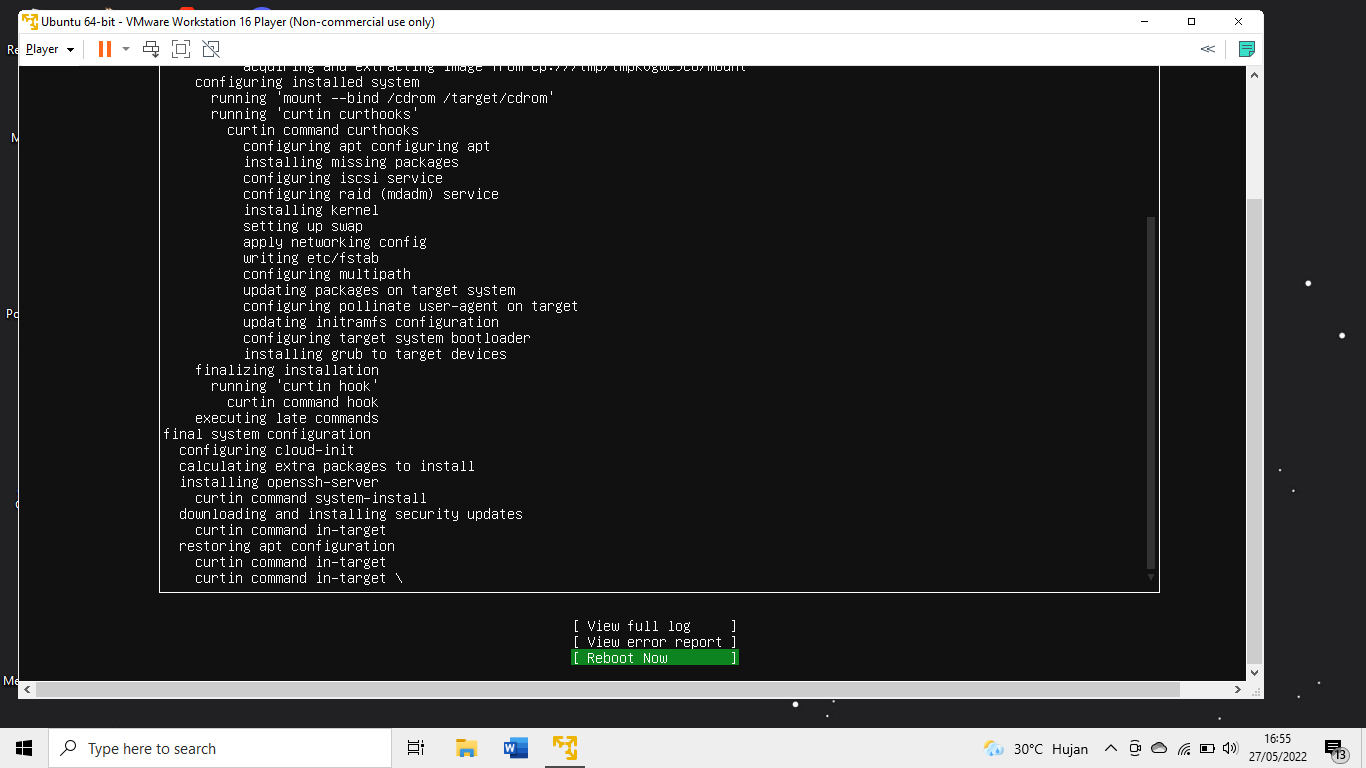 Ubuntu 64-bit - VMware Workstation 16 Player (Non-commercial use only)
Player
configuring installed system
running 'mount --bind /cdrom /target/cdrom'
running 'curtin curthooks'
curtin command curthooks
configuring apt configuring apt
installing missing packages
configuring iscsi service
configuring raid (mdadm) service
installing kernel
setting up swap
apply networking config
writing etc/fstab
configuring multipath
updating packages on target system
configuring pollinate user-agent on target
updating initramfs configuration
configuring target system bootloader
installing grub to target devices
finalizing installation
running 'curtin hook'
curtin command hook
executing late commands
final system configuration
configuring cloud-init
calculating extra packages to install
installing openssh-server
curtin command system-install
downloading and installing security updates
curtin command in-target
restoring apt configuration
curtin command in-target
curtin command in-target \
[ View full log ]
[ View error report ]
[ Reboot Now ]
Type here to search
30°C Hujan
16:55
27/05/2022
13